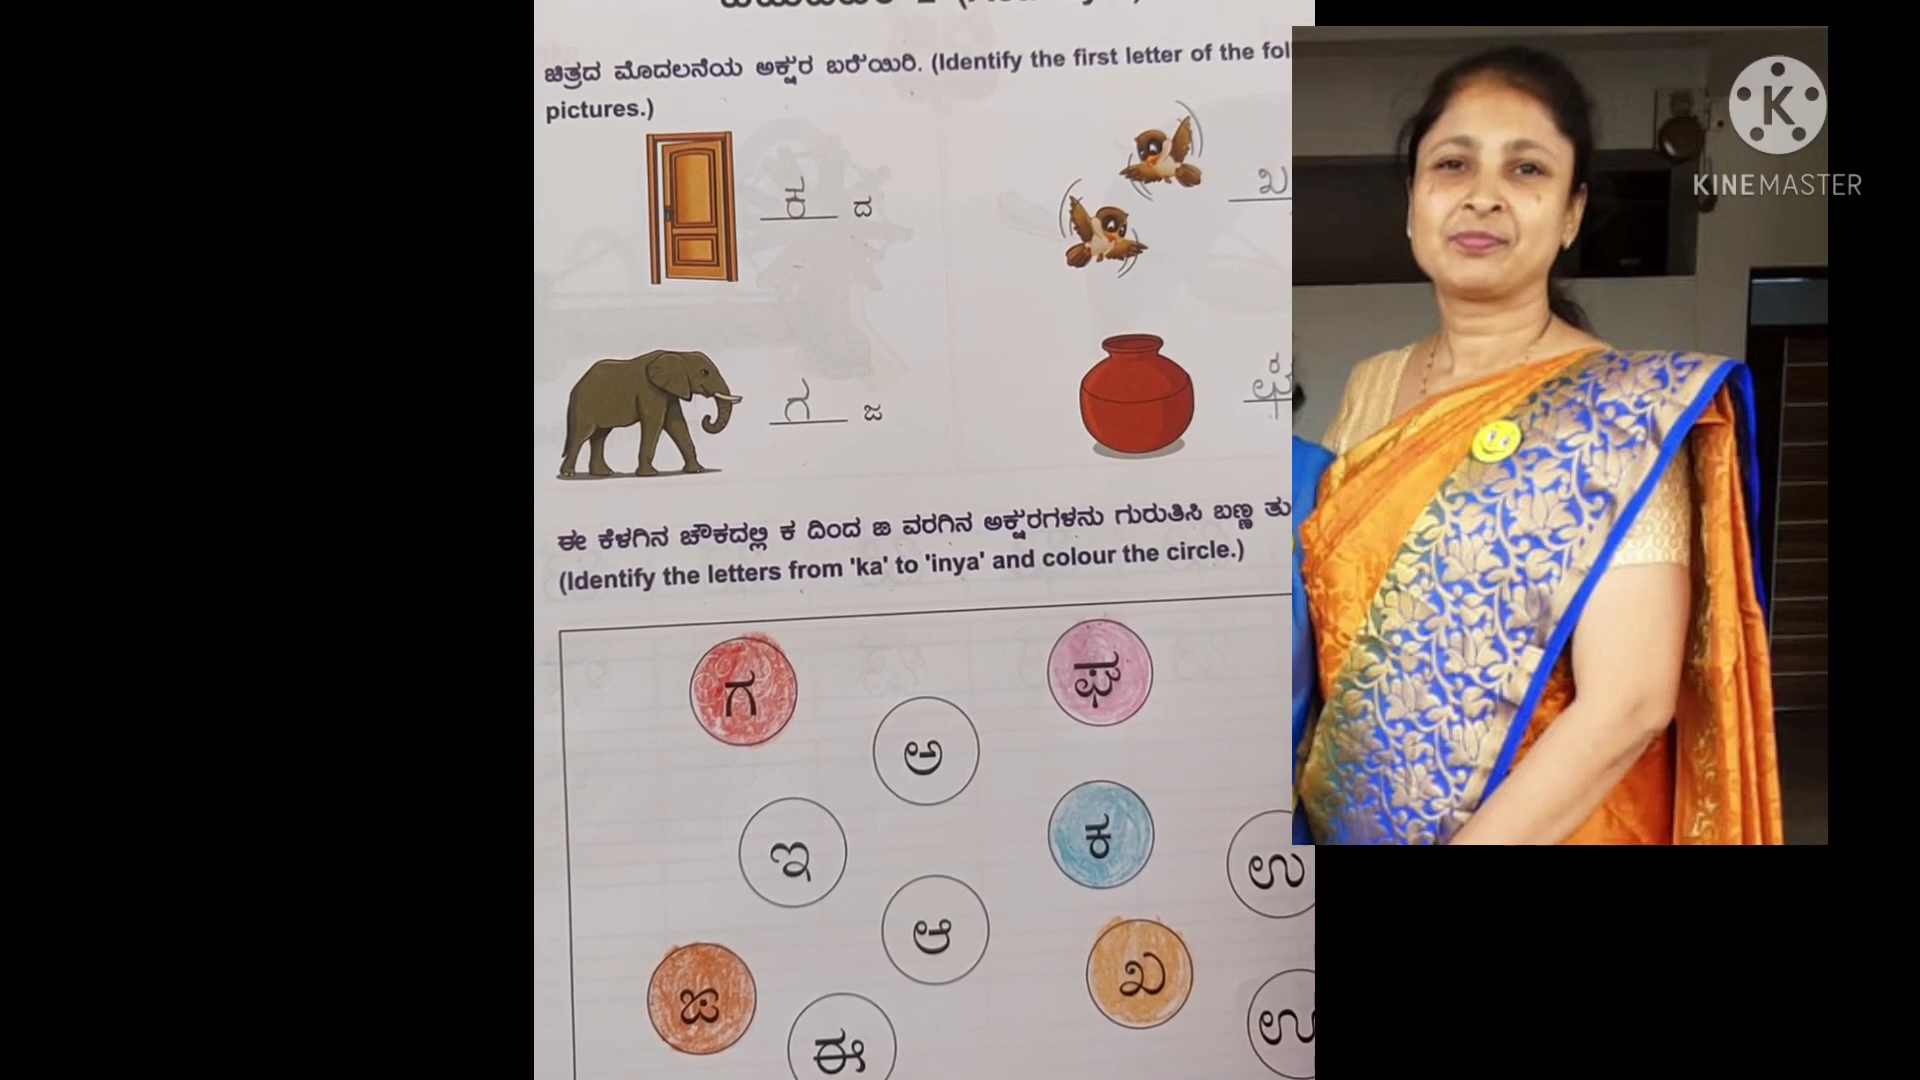 ಚಿತ್ರದ ಮೊದಲನೆಯ ಅಕ್ಷರ ಬರೆಯಿರಿ. (Identify the first letter of the fol
pictures.)
ಕ ದ
ಖ
ಗ ಜ
ಘ
ಈ ಕೆಳಗಿನ ಚೌಕದಲ್ಲಿ ಕ ದಿಂದ ಙ ವರಗಿನ ಅಕ್ಷರಗಳನು ಗುರುತಿಸಿ ಬಣ್ಣ ತು
(Identify the letters from 'ka' to 'inya' and colour the circle.)
ಗ ಘ
ಅ
ಇ ಕ ಉ
ಆ
ಙ ಖ
ಈ ಊ
K
KINEMASTER